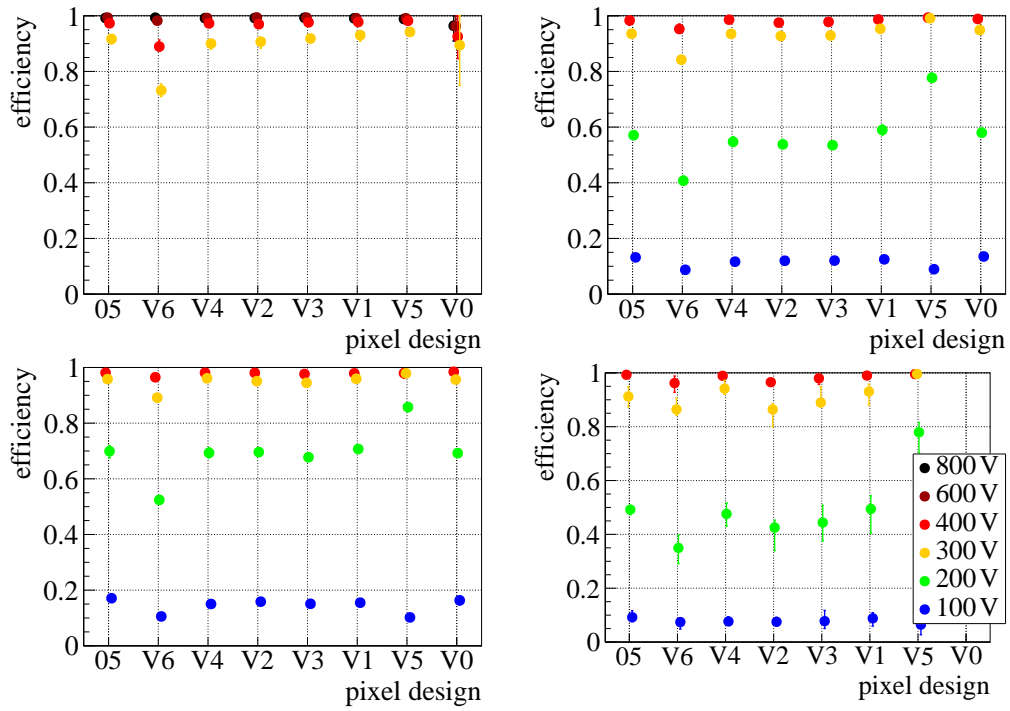 efficiency
1
0.8
0.6
0.4
0.2
0
05 V6 V4 V2 V3 V1 V5 V0
pixel design
efficiency
1
0.8
0.6
0.4
0.2
0
05 V6 V4 V2 V3 V1 V5 V0
pixel design
efficiency
1
0.8
0.6
0.4
0.2
0
05 V6 V4 V2 V3 V1 V5 V0
pixel design
efficiency
1
0.8
0.6
0.4
0.2
0
05 V6 V4 V2 V3 V1 V5 V0
pixel design
800 V
600 V
400 V
300 V
200 V
100 V